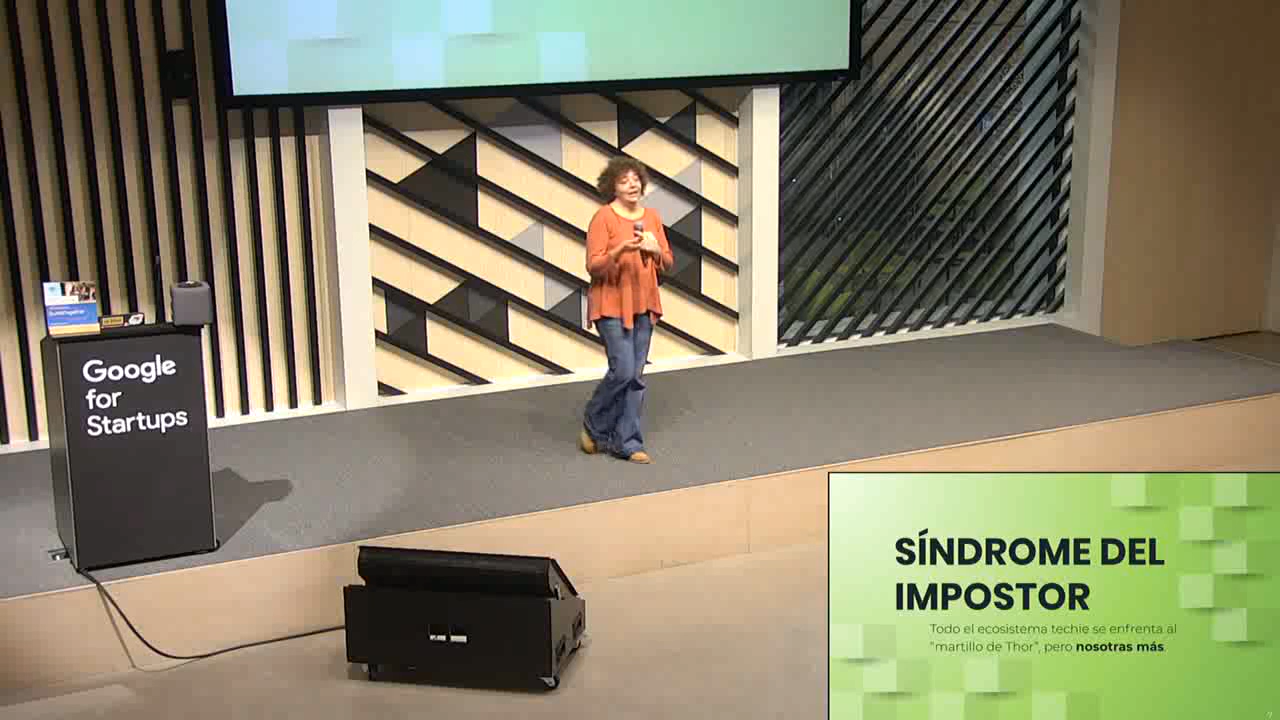 Google
for
Startups
SÍNDROME DEL
IMPOSTOR
Todo el ecosistema techie se enfrenta al
"martillo de Thor", pero nosotras más.